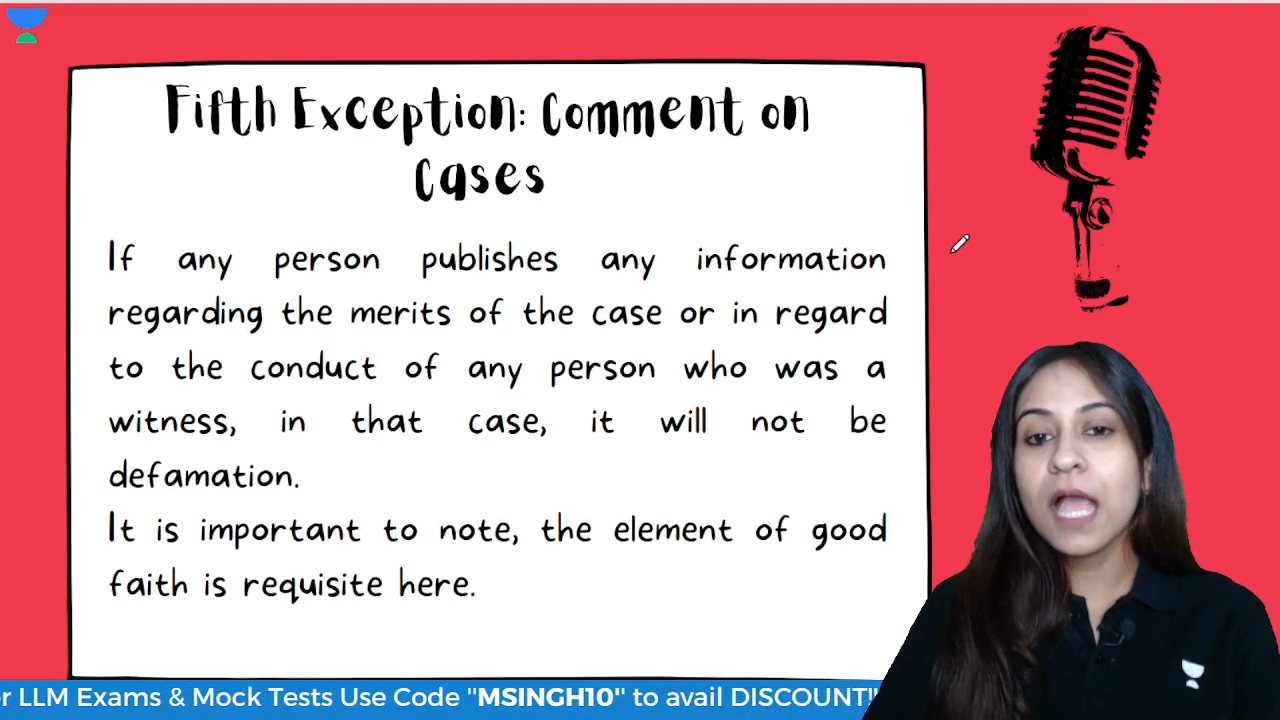 Fifth Exception: Comment on
Cases
If any person publishes any information
regarding the merits of the case or in regard
to the conduct of any person who was a
witness, in that case, it will not be
defamation.
It is important to note, the element of good
faith is requisite here.
LLM Exams & Mock Tests Use Code "MSINGH10" to avail DISCOUNT!